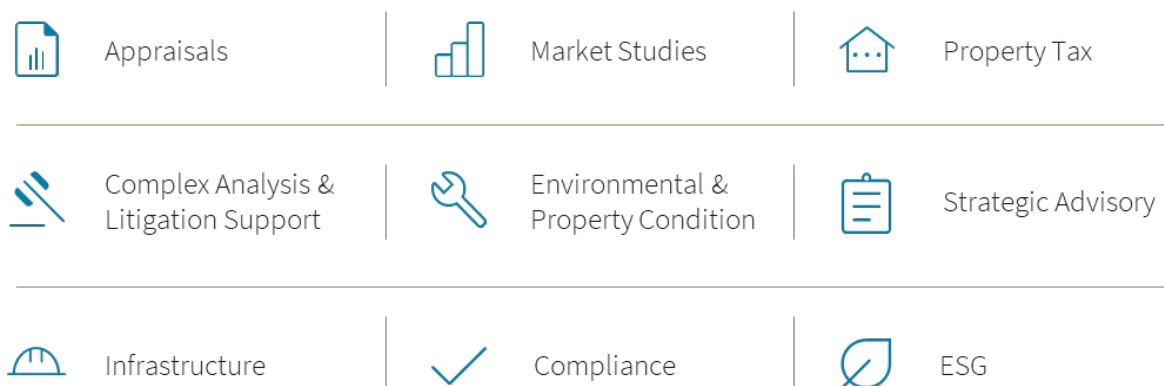 Appraisals
Market Studies
Property Tax
Complex Analysis &
Litigation Support
Environmental &
Property Condition
Strategic Advisory
Infrastructure
Compliance
ESG